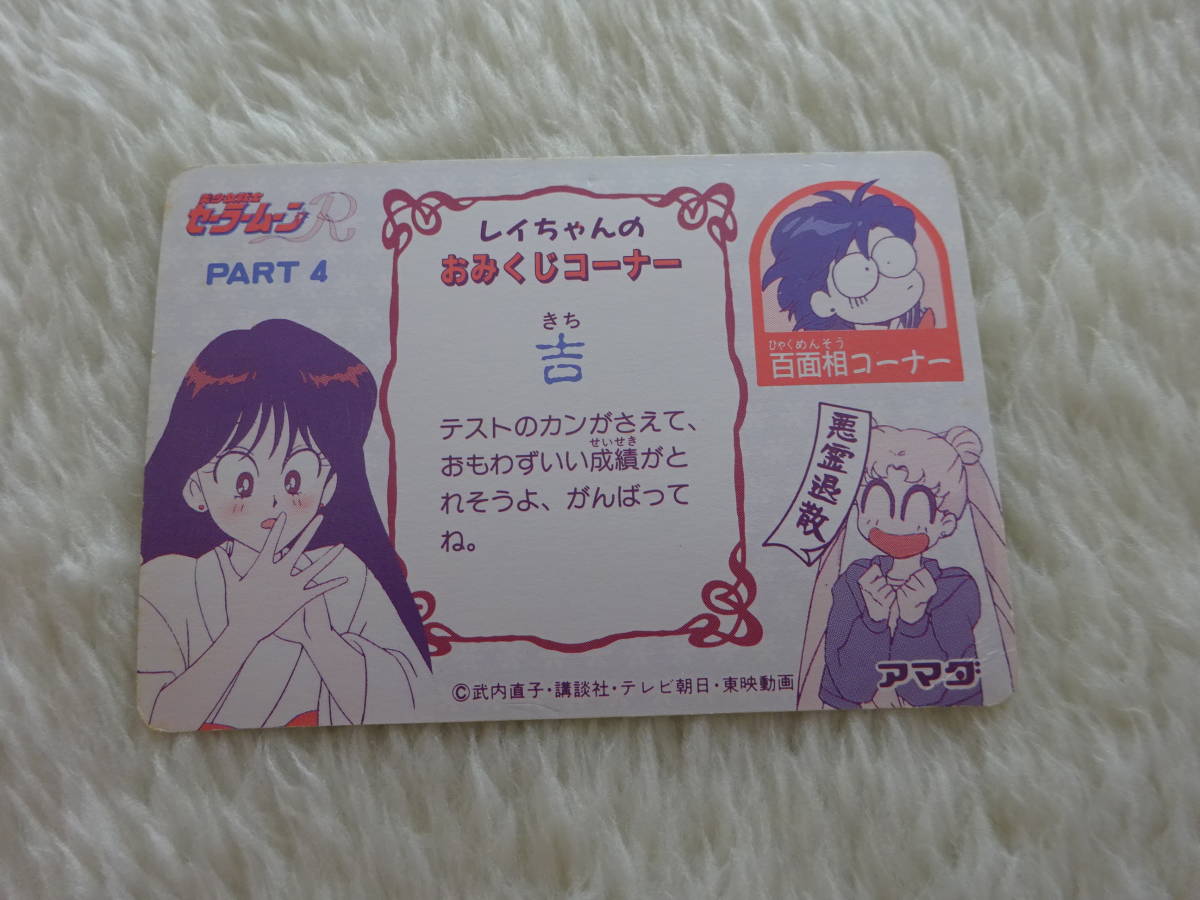 美少女戦士
セーラームーンR
PART 4
レイちゃんの
おみくじコーナー
きち
吉
テストのカンがさえて、
せいせき
おもわずいい成績がと
れそうよ、がんばって
ね。
ひゃくめんそう
百面相コーナー
悪霊退散
©武内直子・講談社・テレビ朝日・東映動画
アマダ